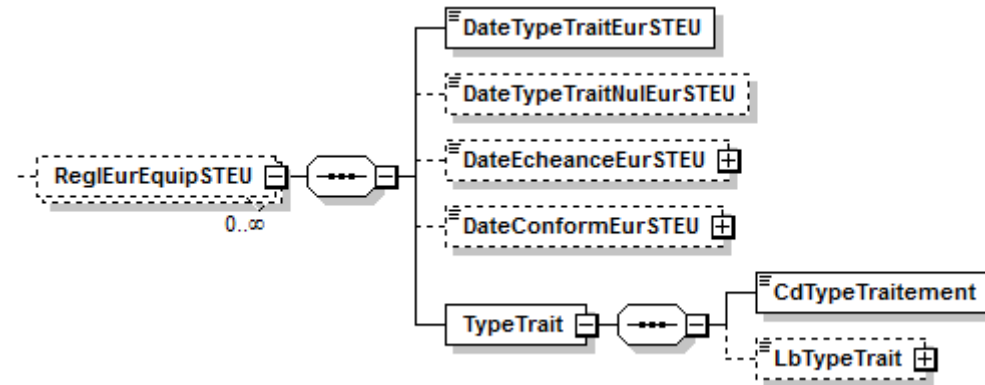 DateTypeTraitEurSTEU
DateTypeTraitNulEurSTEU
DateEcheanceEurSTEU
ReglEurEquipSTEU
0..∞
DateConformEurSTEU
TypeTrait
CdTypeTraitement
LbTypeTrait